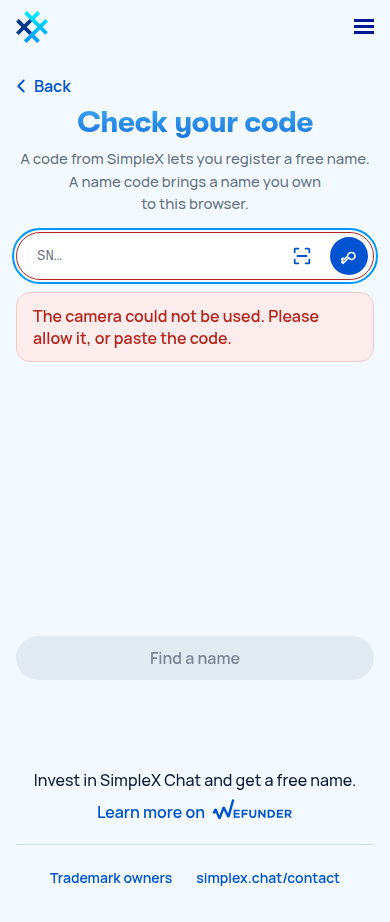 Back
Check your code
A code from SimpleX lets you register a free name.
A name code brings a name you own
to this browser.
SN…
The camera could not be used. Please
allow it, or paste the code.
Find a name
Invest in SimpleX Chat and get a free name.
Learn more on WEFUNDER
Trademark owners simplex.chat/contact